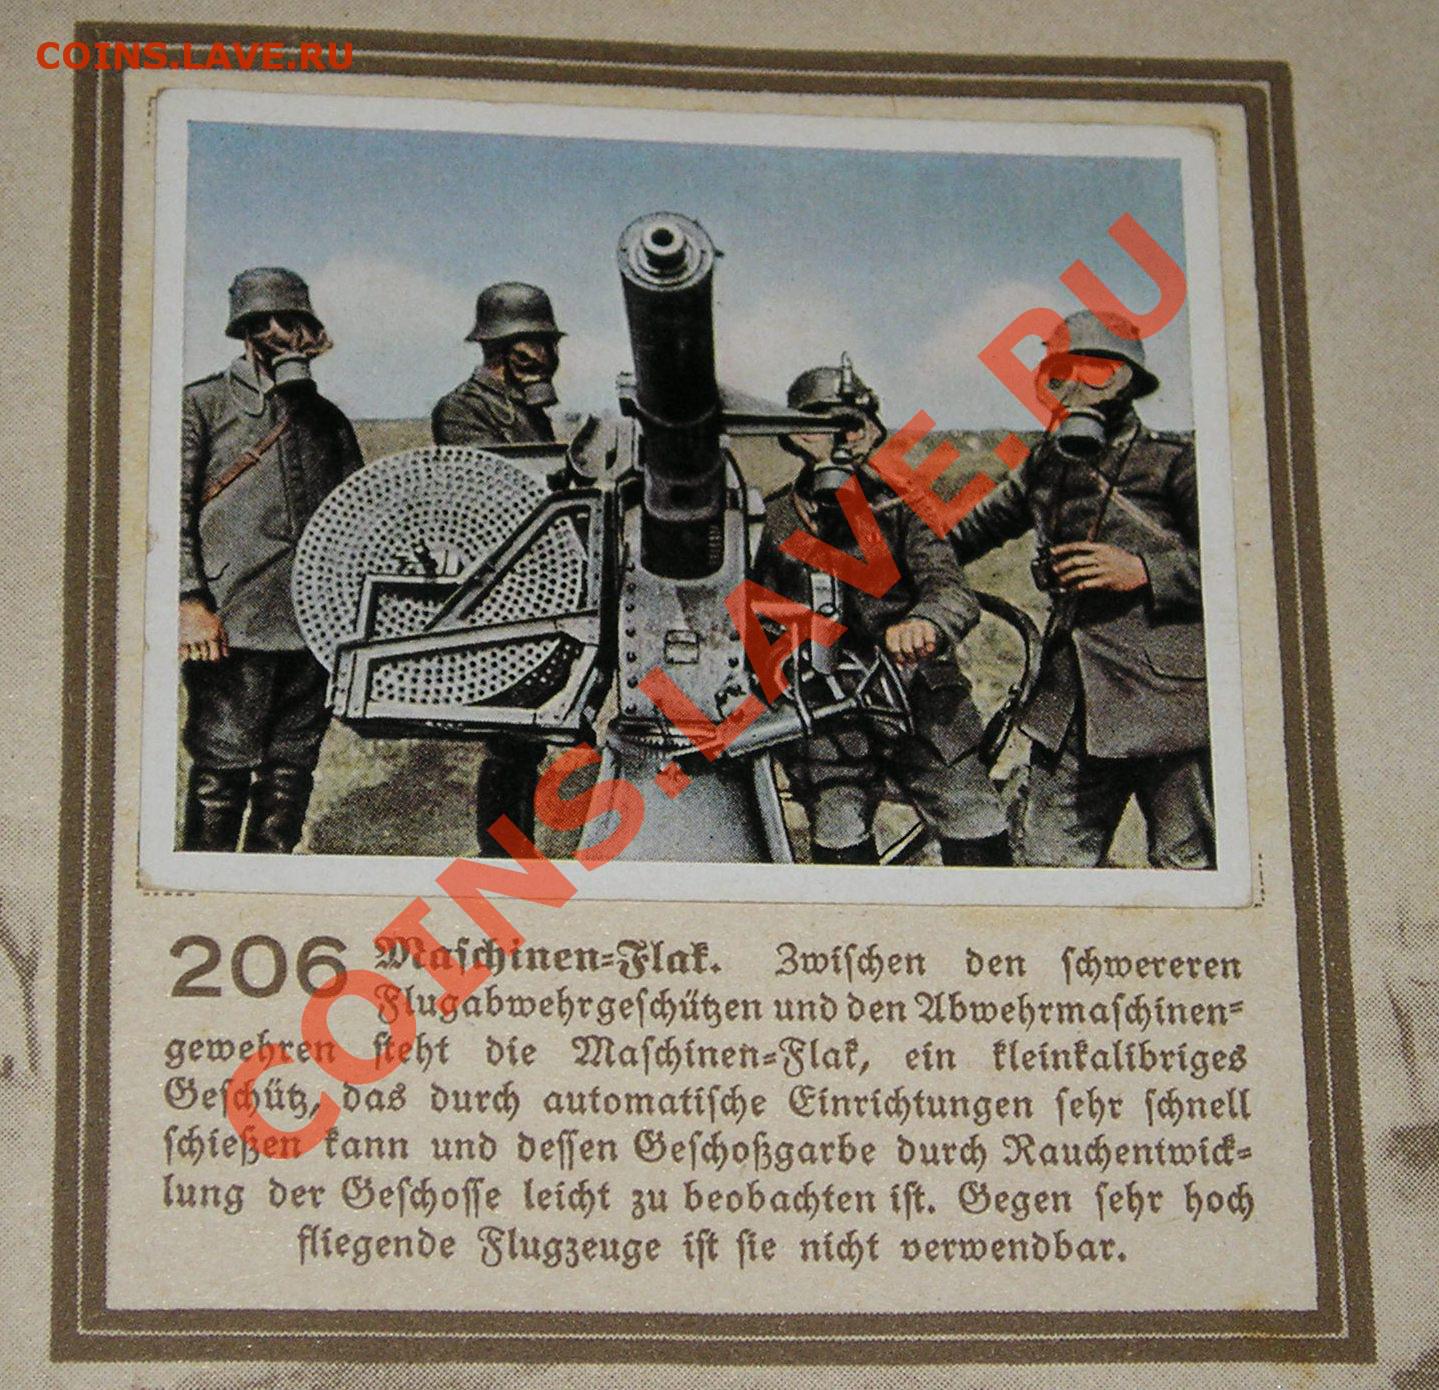 COINS.LAVE.RU
COINS.LAVE.RU
206 Maschinen-Flak. Zwischen den schwereren
Flugabwehrgeschützen und den Abwehrmaschinen-
gewehren steht die Maschinen-Flak, ein kleinkalibriges
Geschütz, das durch automatische Einrichtungen sehr schnell
schießen kann und dessen Geschoßgarbe durch Rauchentwick-
lung der Geschosse leicht zu beobachten ist. Gegen sehr hoch
fliegende Flugzeuge ist sie nicht verwendbar.